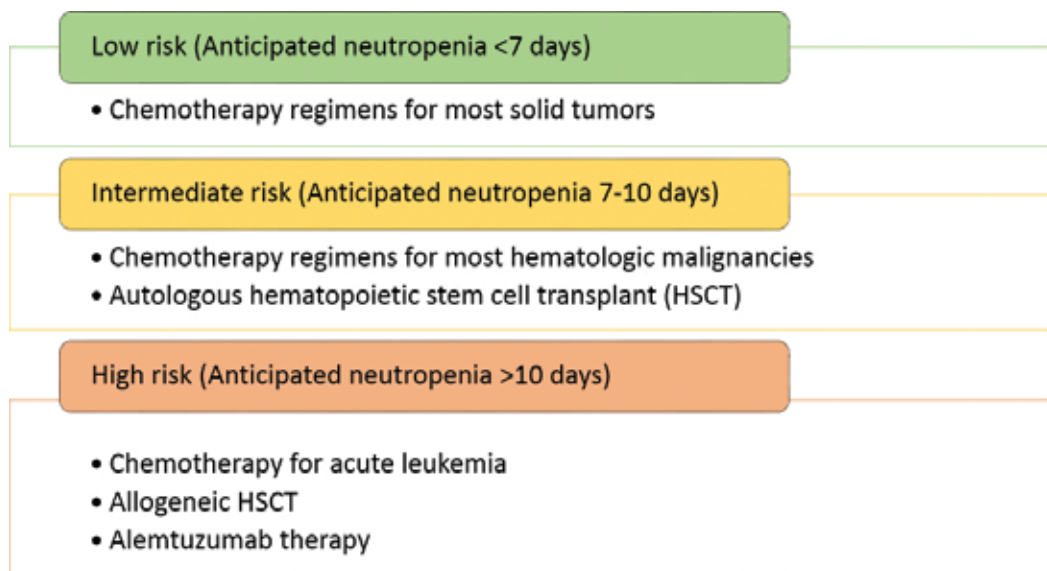 Low risk (Anticipated neutropenia <7 days)
• Chemotherapy regimens for most solid tumors
Intermediate risk (Anticipated neutropenia 7-10 days)
• Chemotherapy regimens for most hematologic malignancies
• Autologous hematopoietic stem cell transplant (HSCT)
High risk (Anticipated neutropenia >10 days)
• Chemotherapy for acute leukemia
• Allogeneic HSCT
• Alemtuzumab therapy